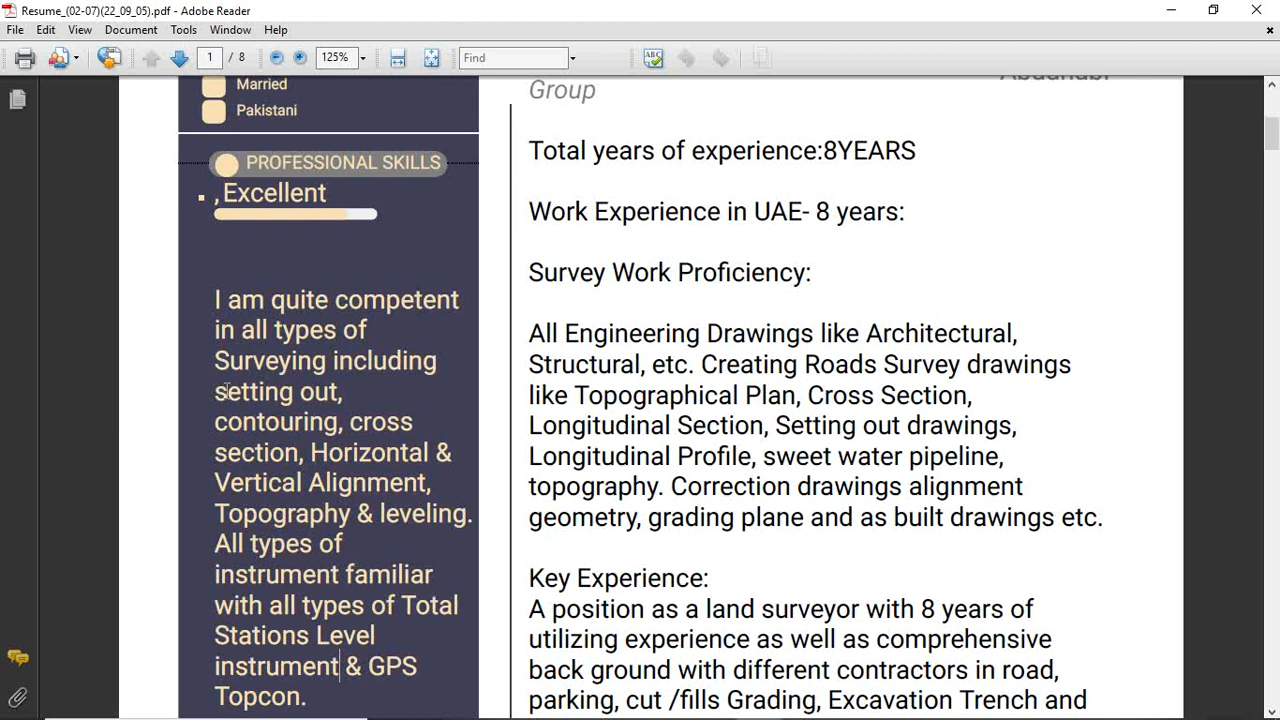 Resume_(02-07)(22_09_05).pdf - Adobe Reader
File Edit View Document Tools Window Help
1 / 8 125% Find
Married
Pakistani
PROFESSIONAL SKILLS
,Excellent
I am quite competent
in all types of
Surveying including
setting out,
contouring, cross
section, Horizontal &
Vertical Alignment,
Topography & leveling.
All types of
instrument familiar
with all types of Total
Stations Level
instrument & GPS
Topcon.
Abudhabi
Group
Total years of experience:8YEARS
Work Experience in UAE- 8 years:
Survey Work Proficiency:
All Engineering Drawings like Architectural,
Structural, etc. Creating Roads Survey drawings
like Topographical Plan, Cross Section,
Longitudinal Section, Setting out drawings,
Longitudinal Profile, sweet water pipeline,
topography. Correction drawings alignment
geometry, grading plane and as built drawings etc.
Key Experience:
A position as a land surveyor with 8 years of
utilizing experience as well as comprehensive
back ground with different contractors in road,
parking, cut /fills Grading, Excavation Trench and